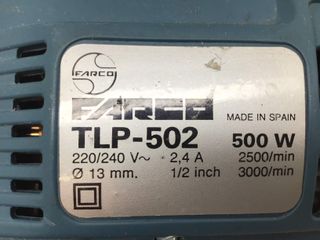 FARCO
FARCO MADE IN SPAIN
TLP-502 500 W
220/240 V~ 2,4 A 2500/min
Ø 13 mm. 1/2 inch 3000/min